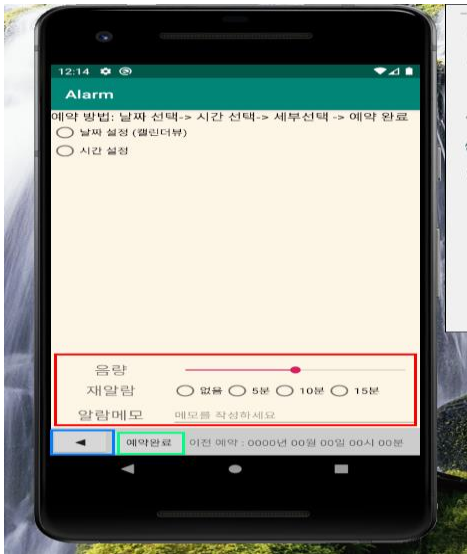 12:14
Alarm
예약 방법: 날짜 선택-> 시간 선택-> 세부선택 -> 예약 완료
날짜 설정 (캘린더뷰)
시간 설정
음량
재알람 없음 5분 10분 15분
알람메모 메모를 작성하세요
◄ 예약완료 이전 예약 : 0000년 00월 00일 00시 00분